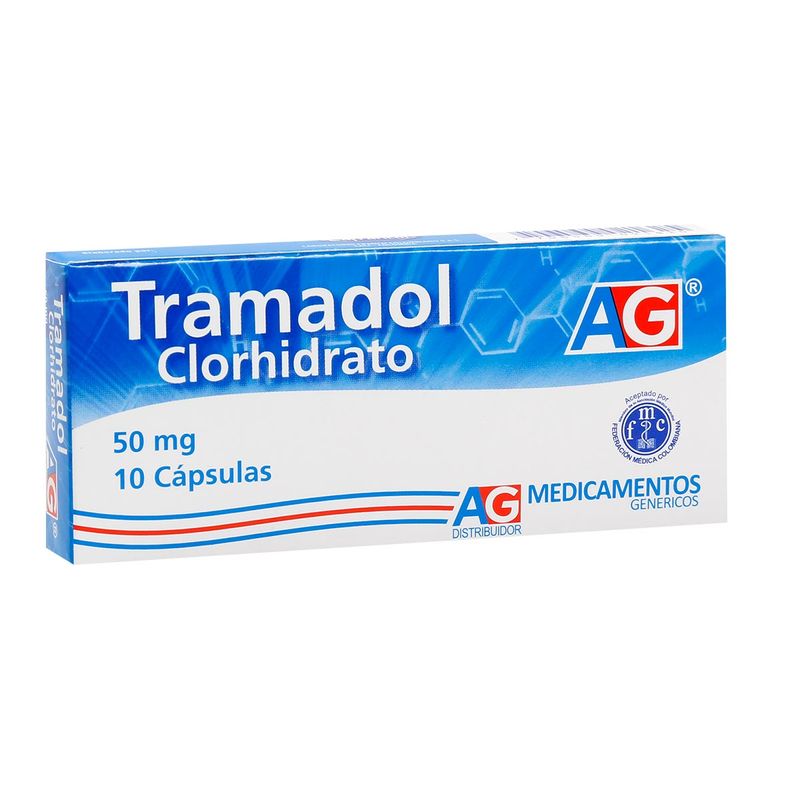 Tramadol
Clorhidrato
AG®
50 mg
10 Cápsulas
Aceptado por
fmc
FEDERACIÓN MÉDICA COLOMBIANA
AG
DISTRIBUIDOR
MEDICAMENTOS
GENERICOS
Tramadol
Clorhidrato
AG